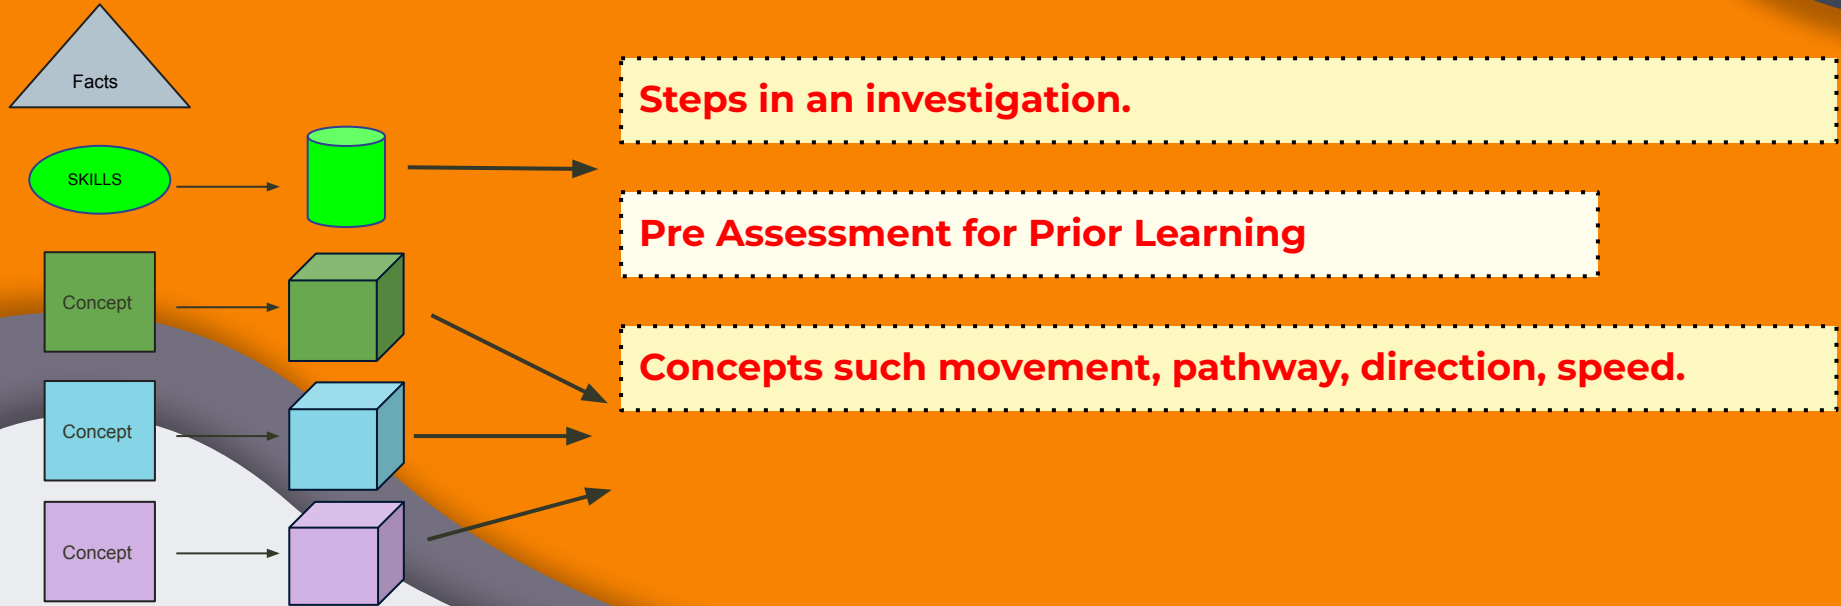 Facts
SKILLS
Concept
Concept
Concept
Steps in an investigation.
Pre Assessment for Prior Learning
Concepts such movement, pathway, direction, speed.